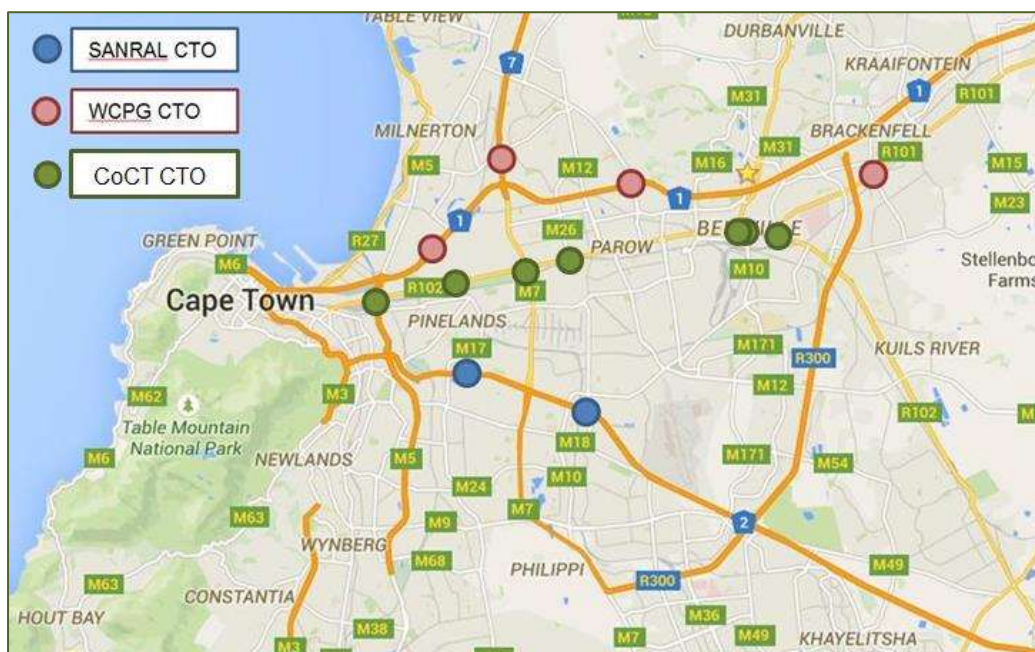 SANRAL CTO
WCPG CTO
CoCT CTO
TABLE VIEW
7
DURBANVILLE
KRAAIFONTEIN
1
R101
M31
MILNERTON
M5
M12
M16
M31
BRACKENFELL
R101
M15
1
1
M23
GREEN POINT
R27
M26
PAROW
M6
M10
Stellenbo
Farms
Cape Town
R102
M7
PINELANDS
M17
M171
R300
KUILS RIVER
M3
M12
M62
R102
Table Mountain
National Park
M18
M6
NEWLANDS
M5
M171
M54
M24
M10
M63
M9
M7
2
WYNBERG
M68
PHILIPPI
R300
M49
M63
CONSTANTIA
HOUT BAY
M36
M38
M7
M49
M3
KHAYELITSHA